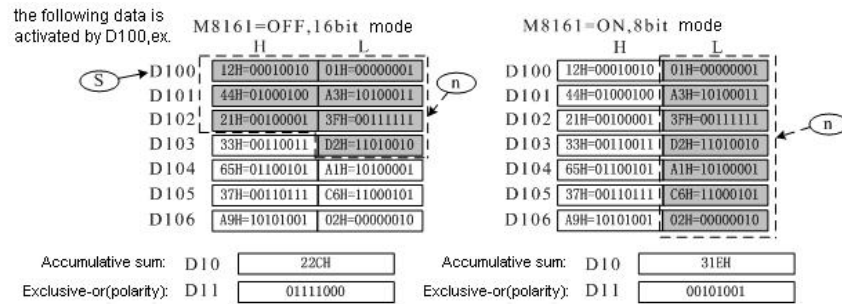 the following data is
activated by D100,ex.
M8161=OFF,16bit mode
H L
S
D100 12H=00010010 01H=00000001
D101 44H=01000100 A3H=10100011
D102 21H=00100001 3FH=00111111
D103 33H=00110011 D2H=11010010
D104 65H=01100101 A1H=10100001
D105 37H=00110111 C6H=11000101
D106 A9H=10101001 02H=00000010
n
Accumulative sum: D10 22CH
Exclusive-or(polarity): D11 01111000
M8161=ON,8bit mode
H L
D100 12H=00010010 01H=00000001
D101 44H=01000100 A3H=10100011
D102 21H=00100001 3FH=00111111
D103 33H=00110011 D2H=11010010
D104 65H=01100101 A1H=10100001
D105 37H=00110111 C6H=11000101
D106 A9H=10101001 02H=00000010
n
Accumulative sum: D10 31EH
Exclusive-or(polarity): D11 00101001